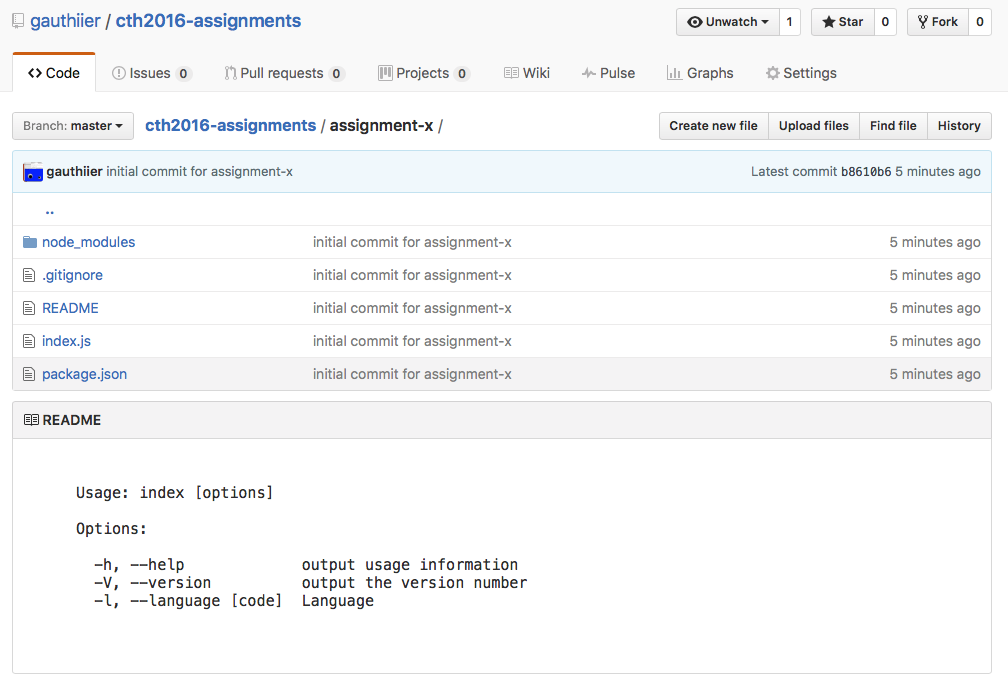 gauthiier / cth2016-assignments
Unwatch 1 Star 0 Fork 0
Code Issues 0 Pull requests 0 Projects 0 Wiki Pulse Graphs Settings
Branch: master cth2016-assignments / assignment-x / Create new file Upload files Find file History
gauthiier initial commit for assignment-x Latest commit b8610b6 5 minutes ago
..
node_modules initial commit for assignment-x 5 minutes ago
.gitignore initial commit for assignment-x 5 minutes ago
README initial commit for assignment-x 5 minutes ago
index.js initial commit for assignment-x 5 minutes ago
package.json initial commit for assignment-x 5 minutes ago
README
Usage: index [options]
Options:
-h, --help output usage information
-V, --version output the version number
-l, --language [code] Language